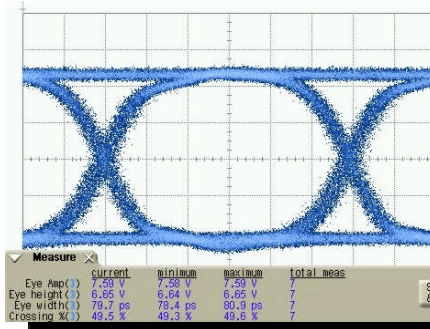 Measure
current minimum maximum total meas
Eye Amp(3) 7.59 V 7.58 V 7.59 V 7
Eye height(3) 6.65 V 6.64 V 6.65 V 7
Eye width(3) 79.7 ps 78.4 ps 80.9 ps 7
Crossing %(3) 49.5 % 49.3 % 49.6 % 7